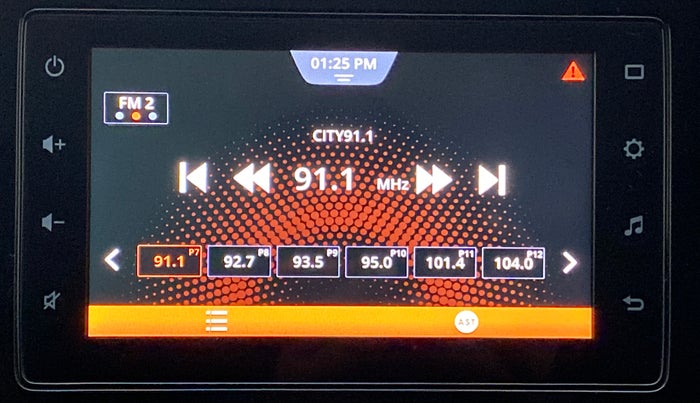 01:25 PM
FM 2
CITY91.1
91.1 MHz
91.1 P7 92.7 P8 93.5 P9 95.0 P10 101.4 P11 104.0 P12
AST